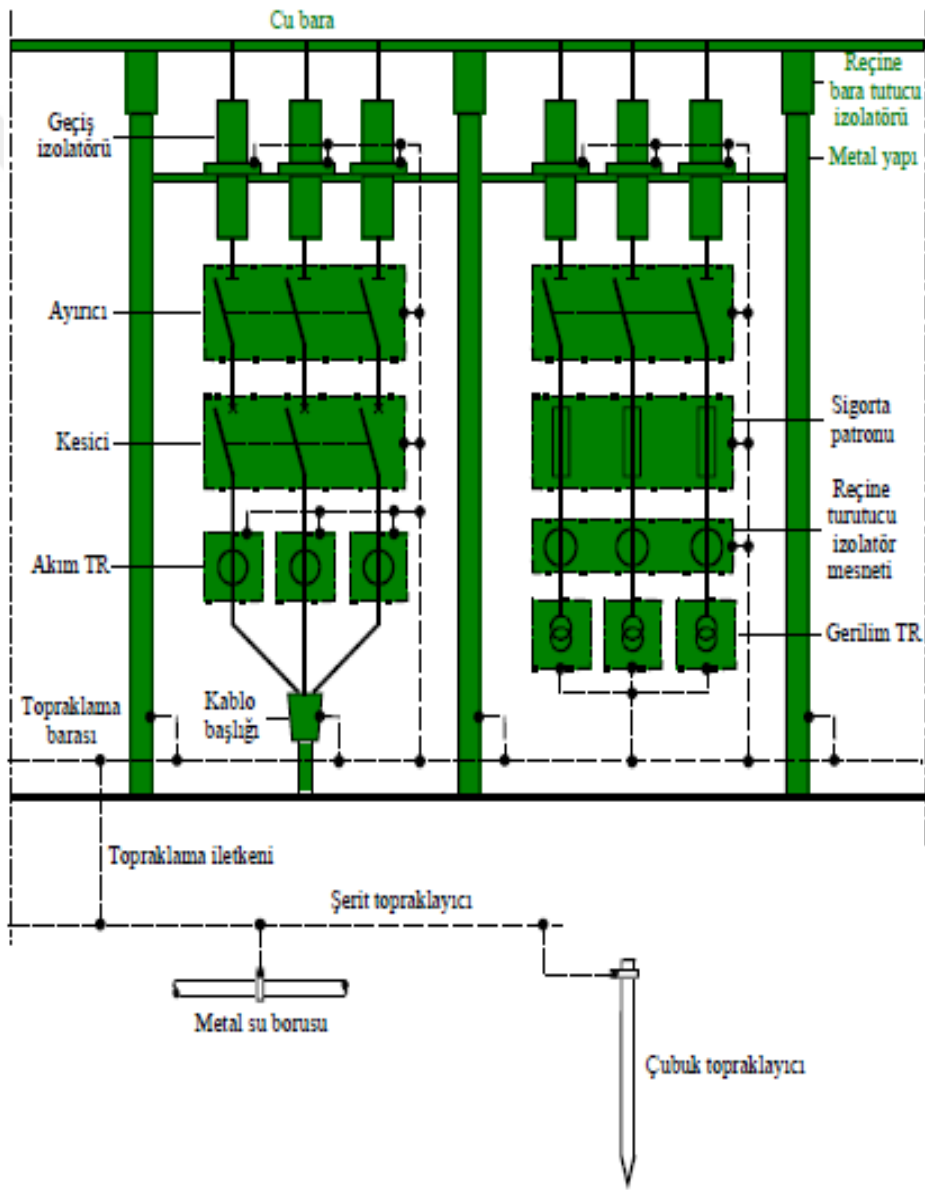 Cu bara
Reçine
bara tutucu
izolatörü
Geçiş
izolatörü
Metal yapı
Ayırıcı
Kesici
Sigorta
patronu
Reçine
turutucu
izolatör
mesneti
Akım TR
Gerilim TR
Topraklama
barası
Kablo
başlığı
Topraklama iletkeni
Şerit topraklayıcı
Metal su borusu
Çubuk topraklayıcı